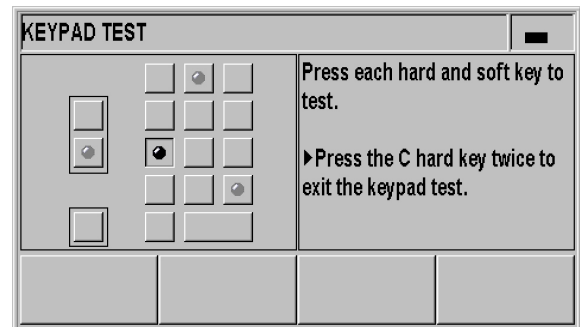 KEYPAD TEST
Press each hard and soft key to
test.
▶Press the C hard key twice to
exit the keypad test.